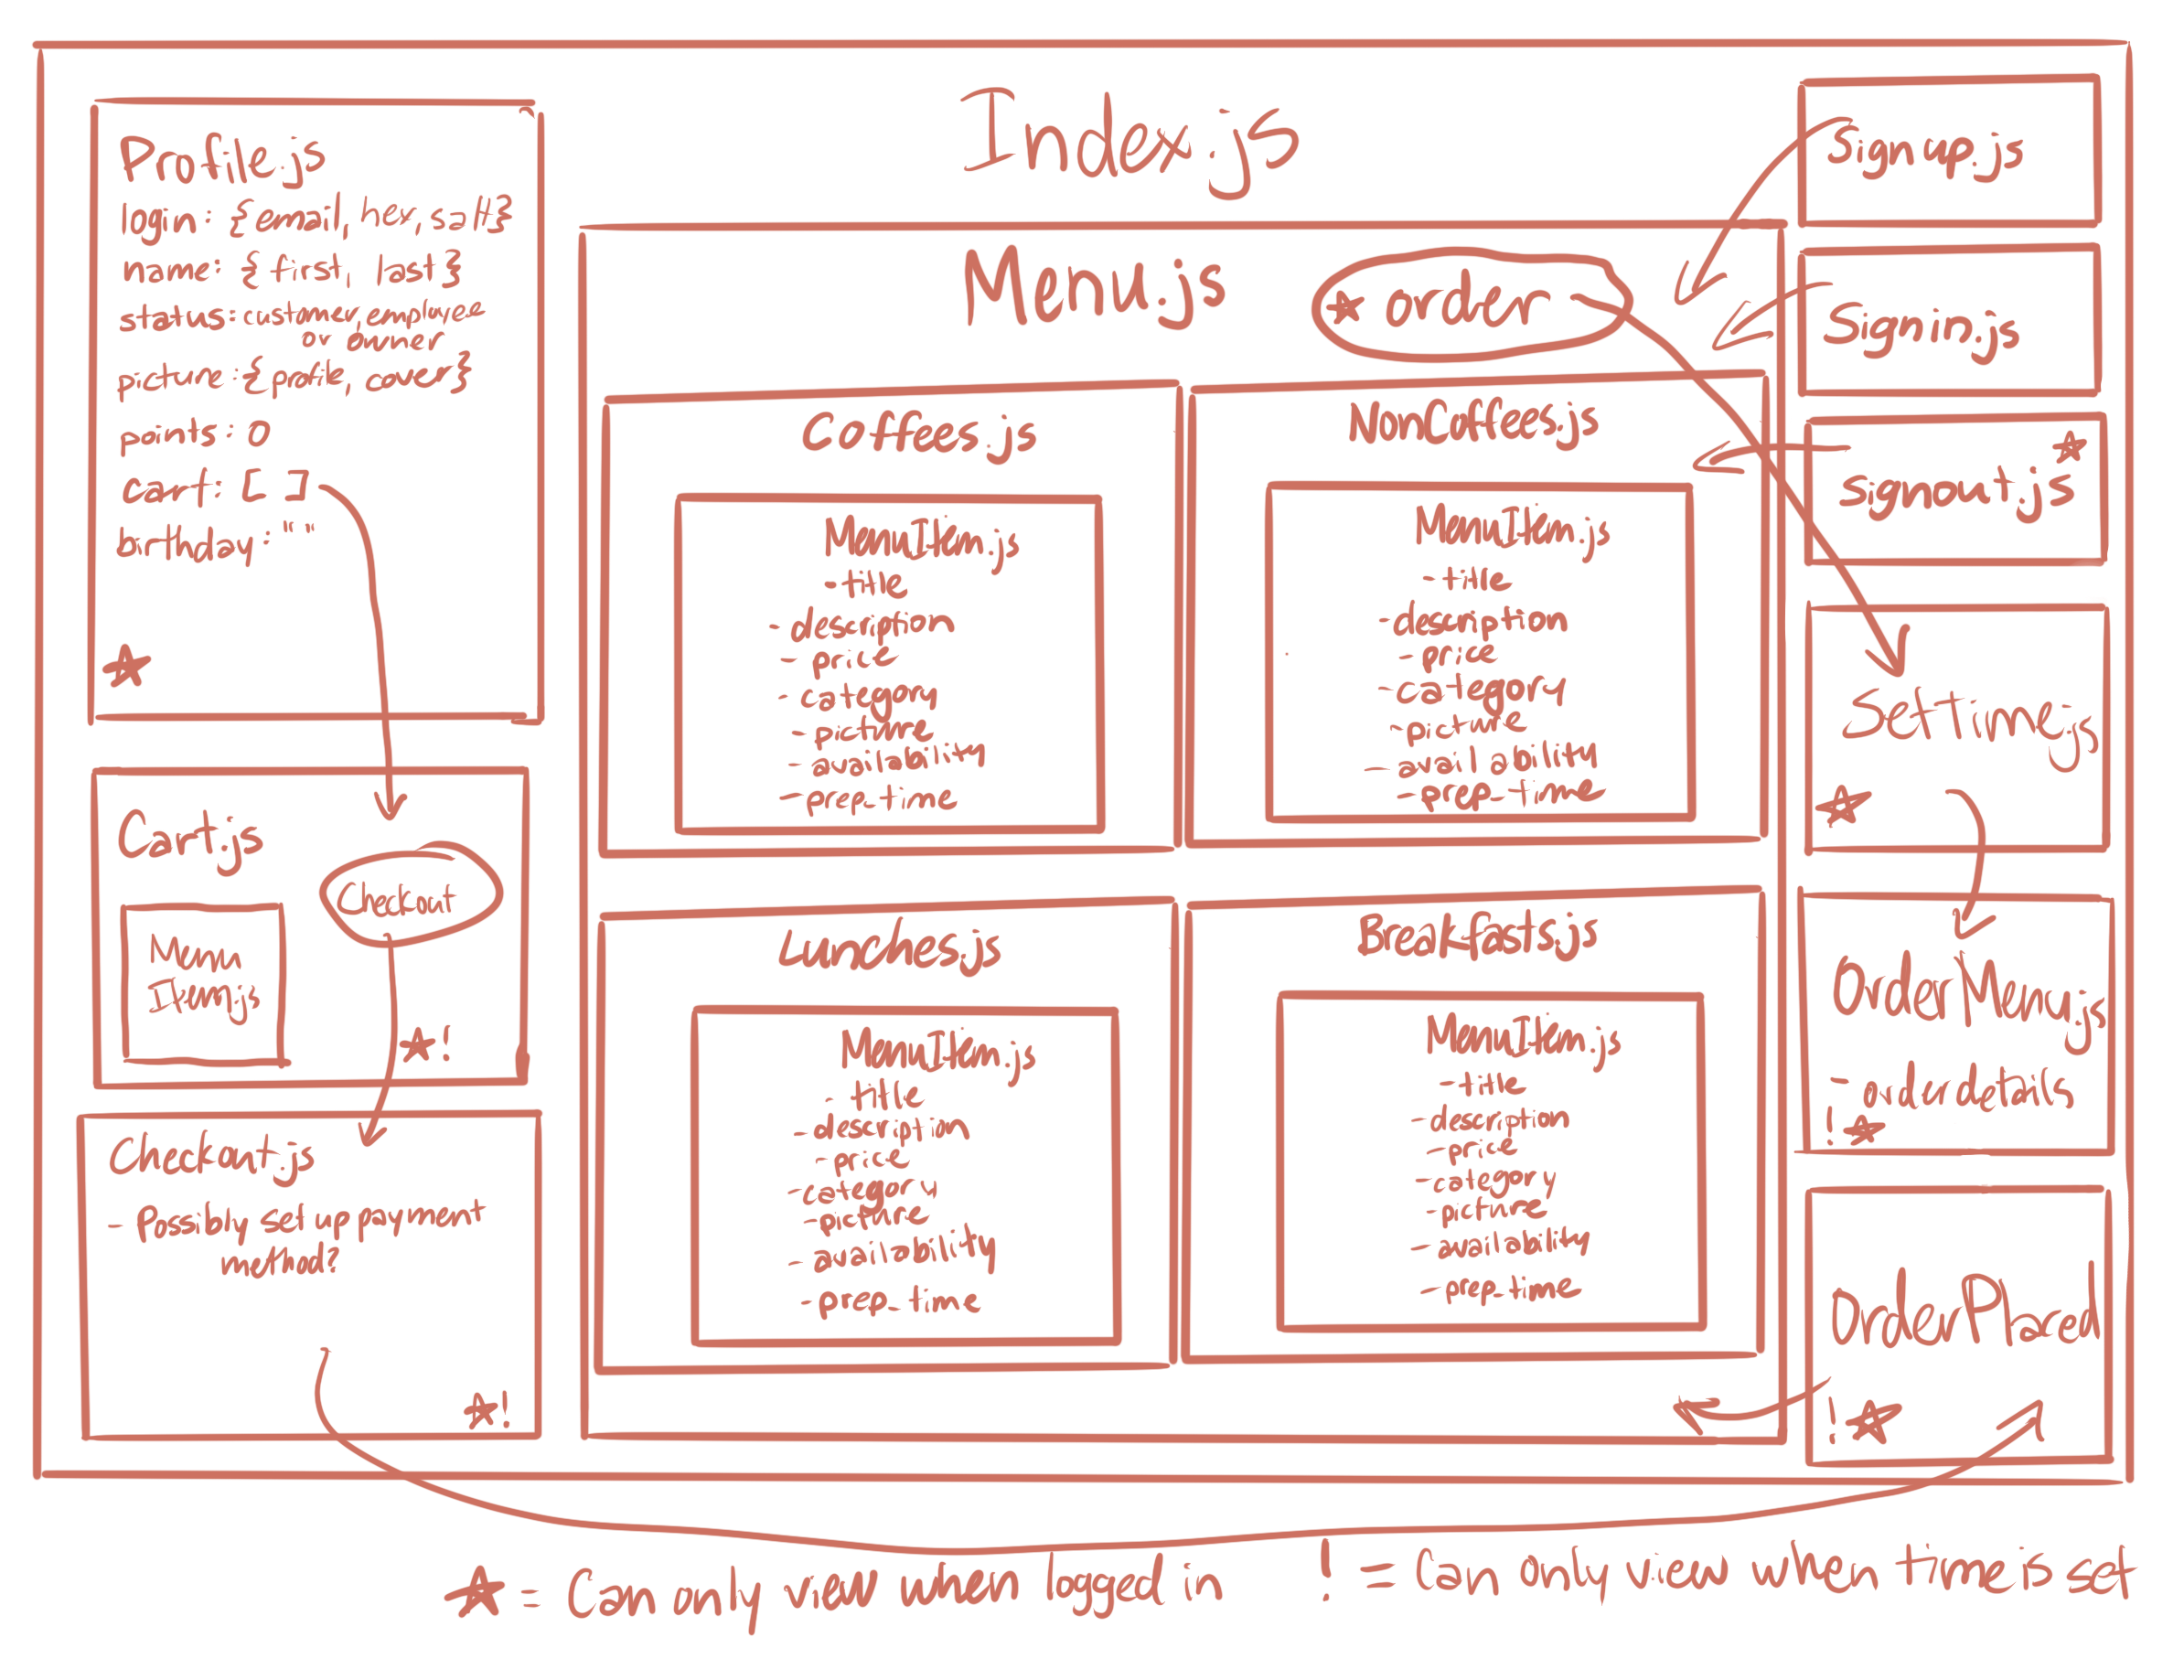 Index.js
Profile.js
login: {email, hex, salt}
name: {first, last}
status: customer, employee
or owner
picture: {profile, cover}
points: 0
cart: [ ]
birthday: " "
Cart.js
Menu
Item.js
Checkout
!
Checkout.js
- Possibly set up payment
method?
!
Menu.js
order
Coffees.js
MenuItem.js
- title
- description
- price
- category
- picture
- availability
- prep_time
NonCoffees.js
MenuItem.js
- title
- description
- price
- category
- picture
- availability
- prep_time
Lunches.js
MenuItem.js
- title
- description
- price
- category
- picture
- availability
- prep_time
Breakfasts.js
MenuItem.js
- title
- description
- price
- category
- picture
- availability
- prep_time
Signup.js
Signin.js
Signout.js
SetTime.js
OrderMenu.js
- orderdetails
!
OrderPlaced
!
= Can only view when logged in
! = Can only view when time is set